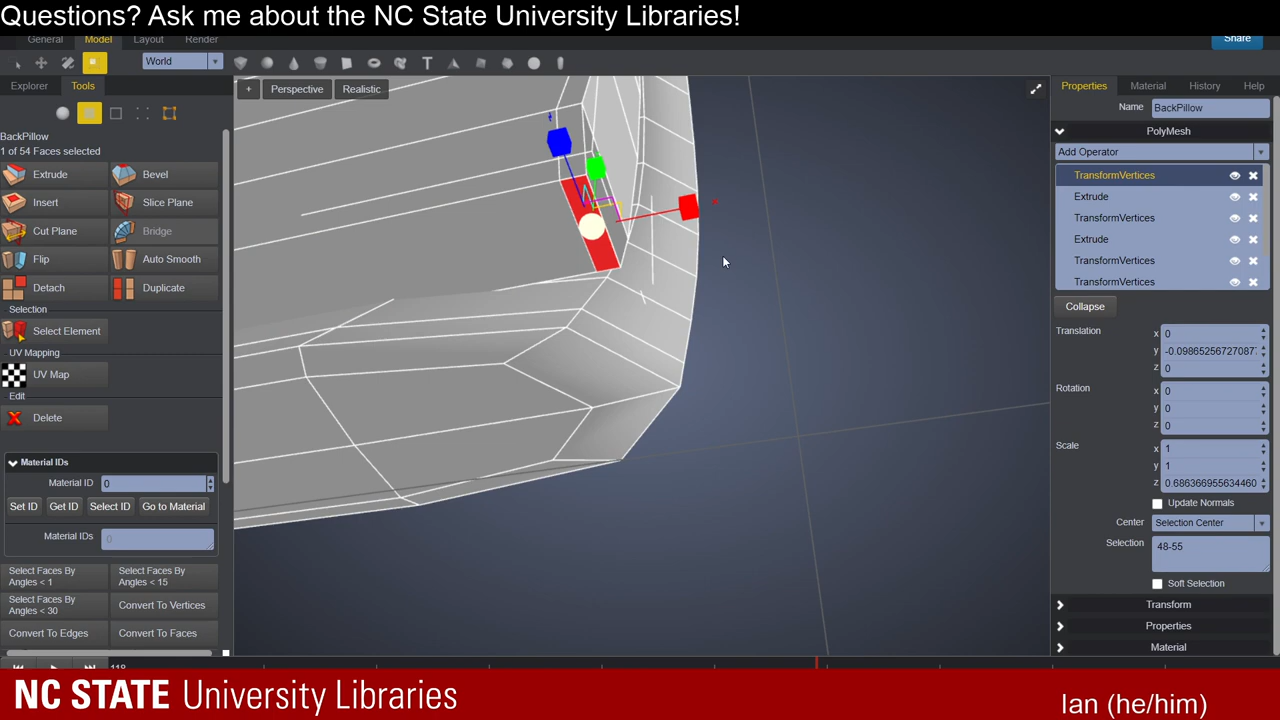 Questions? Ask me about the NC State University Libraries!
General Model Layout Render Share
World
Explorer Tools
Perspective Realistic
Properties Material History Help
Name BackPillow
PolyMesh
Add Operator
BackPillow
1 of 54 Faces selected
TransformVertices
Extrude Bevel
Extrude
Insert Slice Plane
TransformVertices
Cut Plane Bridge
Extrude
Flip Auto Smooth
TransformVertices
Detach Duplicate
TransformVertices
Selection
Collapse
Select Element
Translation x 0
y -0.098652567270877
z 0
UV Mapping
UV Map
Rotation x 0
y 0
z 0
Edit
Delete
Scale x 1
y 1
z 0.686366955634460
Material IDs
Material ID 0
Set ID Get ID Select ID Go to Material
Update Normals
Center Selection Center
Material IDs 0
Selection 48-55
Select Faces By Angles < 1
Select Faces By Angles < 15
Soft Selection
Select Faces By Angles < 30
Convert To Vertices
Transform
Convert To Edges Convert To Faces
Properties
Material
118
NC STATE University Libraries
Ian (he/him)